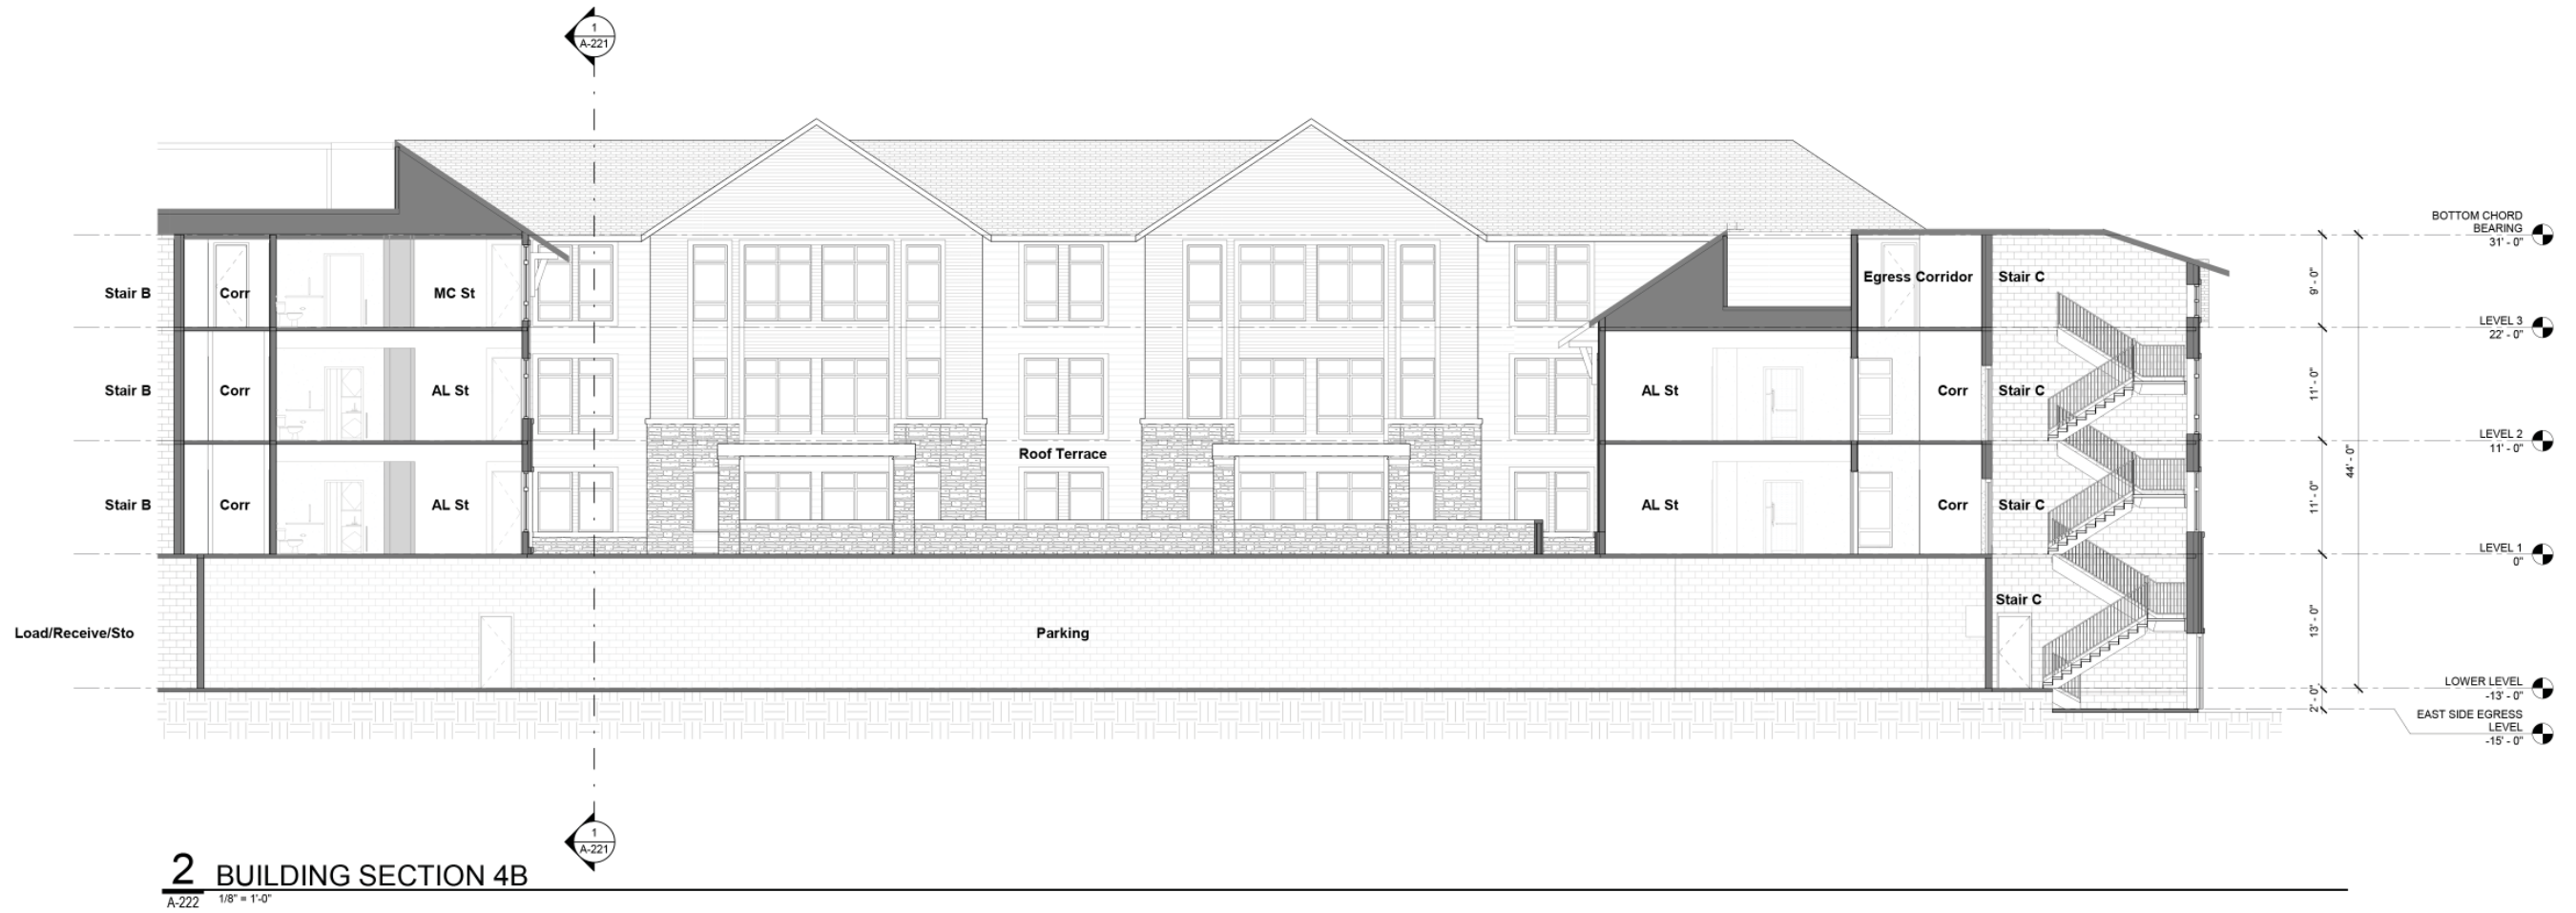 1
A-221
BOTTOM CHORD
BEARING
31' - 0"
Stair B
Corr
MC St
Egress Corridor
Stair C
9' - 0"
LEVEL 3
22' - 0"
Stair B
Corr
AL St
AL St
Corr
Stair C
11' - 0"
LEVEL 2
11' - 0"
Roof Terrace
44' - 0"
Stair B
Corr
AL St
AL St
Corr
Stair C
11' - 0"
LEVEL 1
0"
Stair C
Load/Receive/Sto
Parking
13' - 0"
LOWER LEVEL
-13' - 0"
2' - 0"
EAST SIDE EGRESS
LEVEL
-15' - 0"
1
A-221
2 BUILDING SECTION 4B
A-222
1/8" = 1'-0"